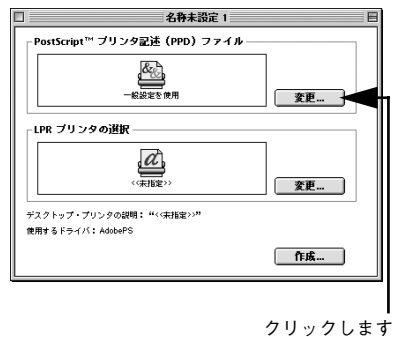 名称未設定 1
PostScript™ プリンタ記述 (PPD) ファイル
一般設定を使用
変更...
LPR プリンタの選択
<<未指定>>
変更...
デスクトップ・プリンタの説明： “<<未指定>>”
使用するドライバ： AdobePS
作成...
クリックします